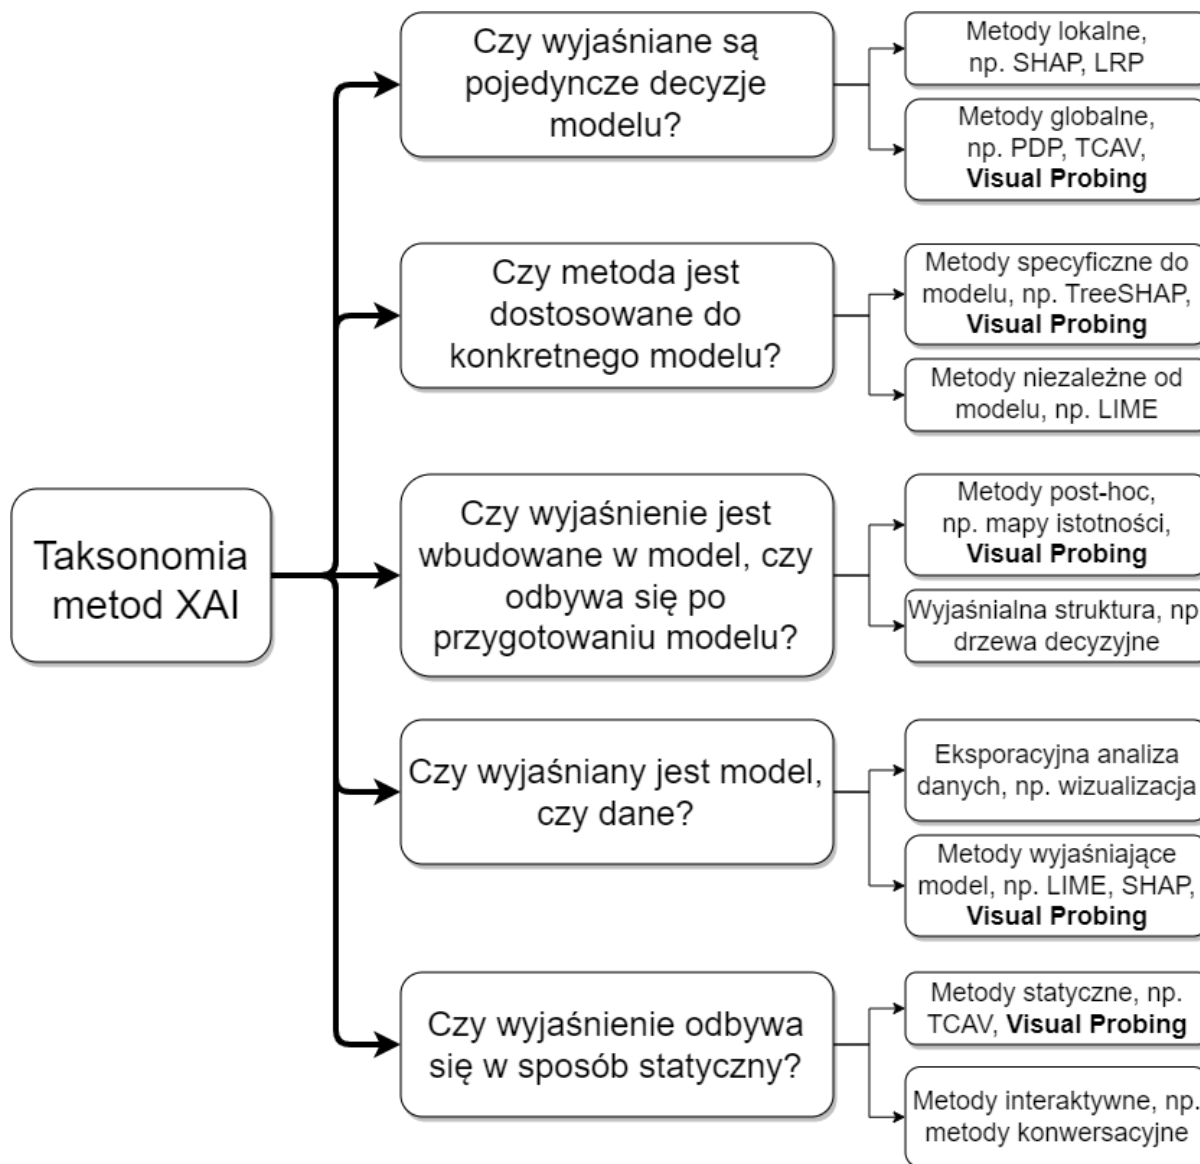 Taksonomia
metod XAI
Czy wyjaśniane są
pojedyncze decyzje
modelu?
Metody lokalne,
np. SHAP, LRP
Metody globalne,
np. PDP, TCAV,
Visual Probing
Czy metoda jest
dostosowane do
konkretnego modelu?
Metody specyficzne do
modelu, np. TreeSHAP,
Visual Probing
Metody niezależne od
modelu, np. LIME
Czy wyjaśnienie jest
wbudowane w model, czy
odbywa się po
przygotowaniu modelu?
Metody post-hoc,
np. mapy istotności,
Visual Probing
Wyjaśnialna struktura, np
drzewa decyzyjne
Czy wyjaśniany jest model,
czy dane?
Eksporacyjna analiza
danych, np. wizualizacja
Metody wyjaśniające
model, np. LIME, SHAP,
Visual Probing
Czy wyjaśnienie odbywa
się w sposób statyczny?
Metody statyczne, np.
TCAV, Visual Probing
Metody interaktywne, np.
metody konwersacyjne